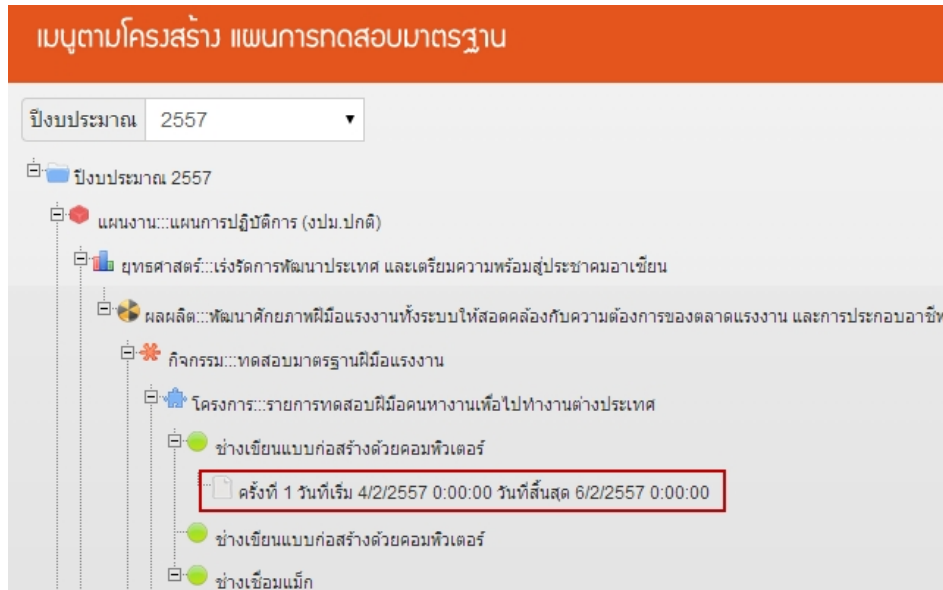 เมนูตามโครงสร้าง แผนการทดสอบมาตรฐาน
ปีงบประมาณ 2557
ปีงบประมาณ 2557
แผนงาน:::แผนการปฏิบัติการ (งปม.ปกติ)
ยุทธศาสตร์:::เร่งรัดการพัฒนาประเทศ และเตรียมความพร้อมสู่ประชาคมอาเซียน
ผลผลิต:::พัฒนาศักยภาพฝีมือแรงงานทั้งระบบให้สอดคล้องกับความต้องการของตลาดแรงงาน และการประกอบอาชีพ
กิจกรรม:::ทดสอบมาตรฐานฝีมือแรงงาน
โครงการ:::รายการทดสอบฝีมือคนหางานเพื่อไปทำงานต่างประเทศ
ช่างเขียนแบบก่อสร้างด้วยคอมพิวเตอร์
ครั้งที่ 1 วันที่เริ่ม 4/2/2557 0:00:00 วันที่สิ้นสุด 6/2/2557 0:00:00
ช่างเขียนแบบก่อสร้างด้วยคอมพิวเตอร์
ช่างเชื่อมแม็ก